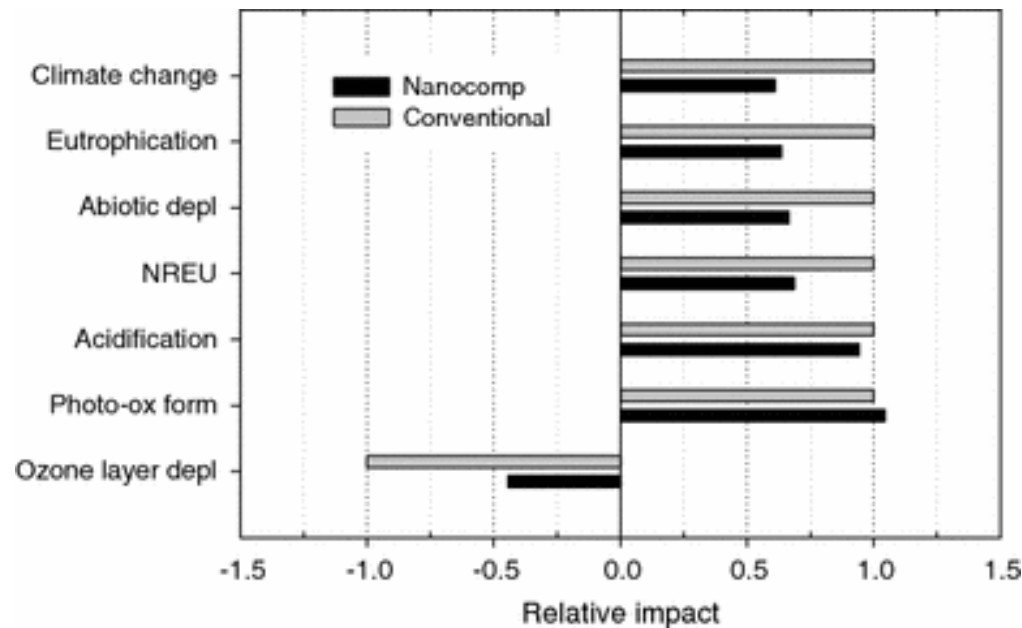 Climate change
Eutrophication
Abiotic depl
NREU
Acidification
Photo-ox form
Ozone layer depl
Nanocomp
Conventional
-1.5 -1.0 -0.5 0.0 0.5 1.0 1.5
Relative impact